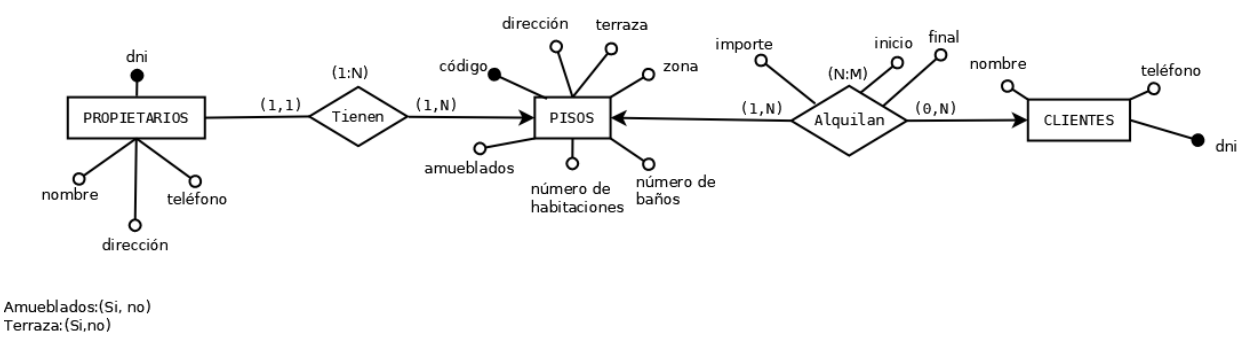 dirección
terraza
dni
(1:N)
código
zona
importe
(N:M)
inicio
final
nombre
teléfono
PROPIETARIOS
(1,1)
Tienen
(1,N)
PISOS
(1,N)
Alquilan
(0,N)
CLIENTES
dni
nombre
teléfono
dirección
amueblados
número de
habitaciones
número de
baños
Amueblados:(Si, no)
Terraza:(Si,no)